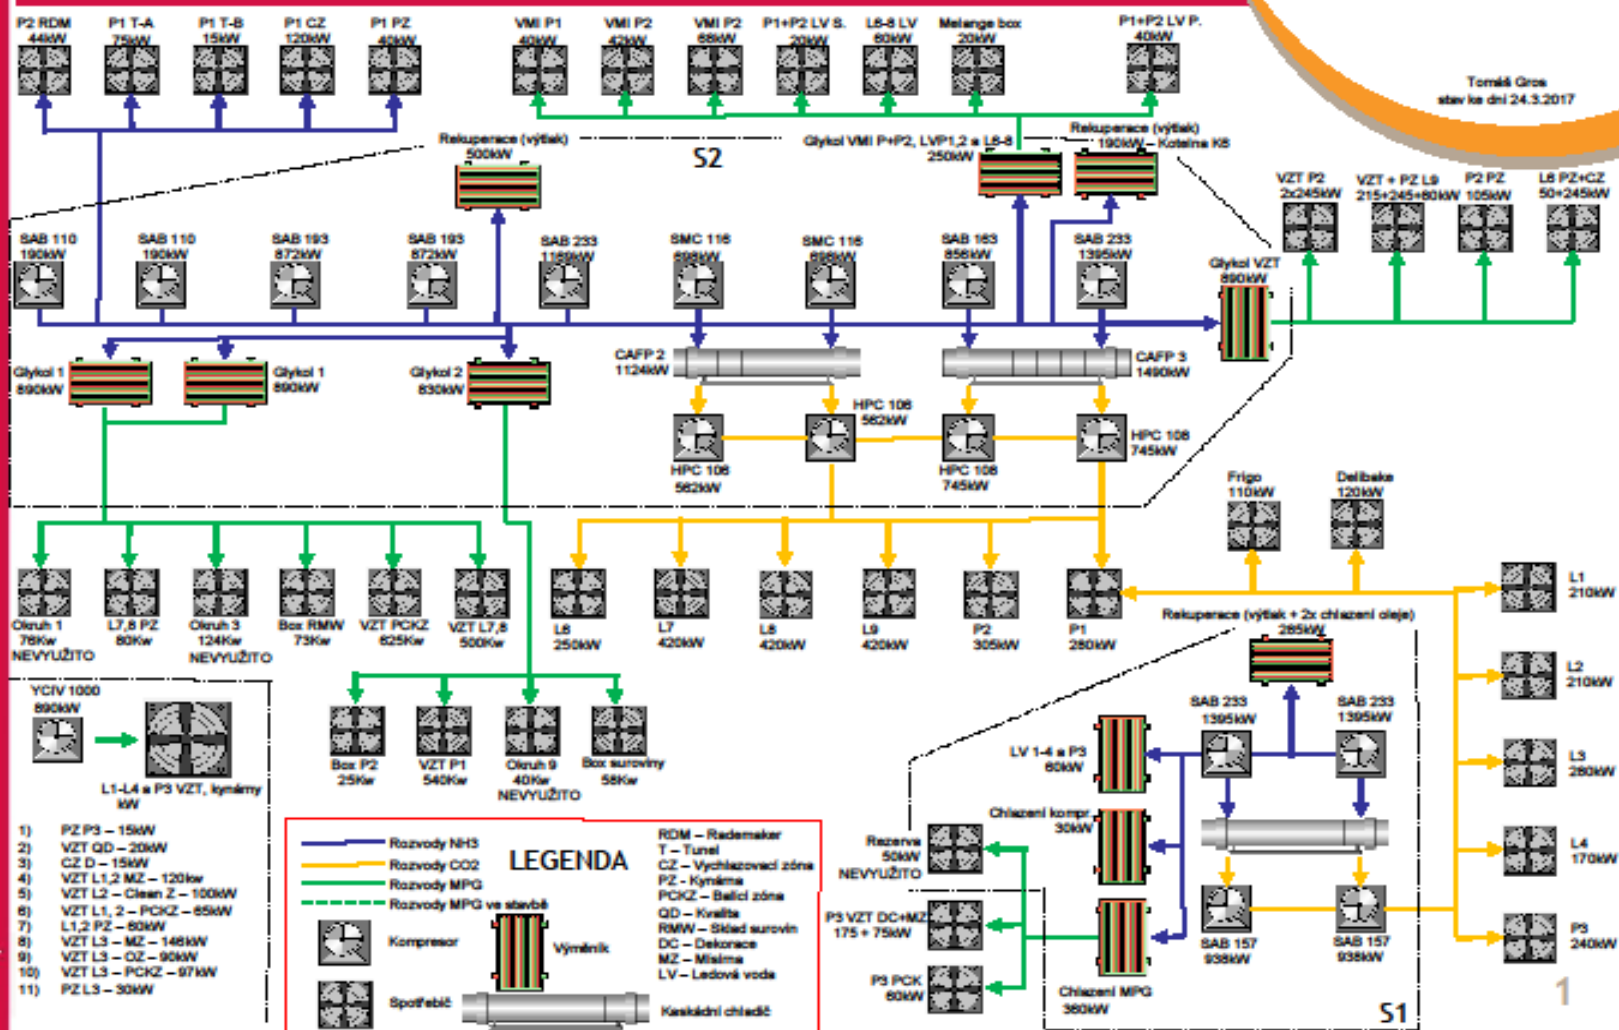 P2 RDM
44kW
P1 T-A
75kW
P1 T-B
15kW
P1 CZ
120kW
P1 PZ
40kW
VMI P1
40kW
VMI P2
42kW
VMI P2
68kW
P1+P2 LV S.
20kW
L6-8 LV
60kW
Melange box
20kW
P1+P2 LV P.
40kW
Tomáš Gros
stav ke dni 24.3.2017
Rekuperace (výtlak)
500kW
S2
Glykol VMI P+P2, LVP1,2 a L6-8
250kW
Rekuperace (výtlak)
190kW – Kotelna K8
VZT P2
2x245kW
VZT + PZ L9
215+245+80kW
P2 PZ
105kW
L6 PZ+CZ
50+245kW
SAB 110
190kW
SAB 110
190kW
SAB 193
872kW
SAB 193
872kW
SAB 233
1169kW
SMC 116
698kW
SMC 116
698kW
SAB 163
856kW
SAB 233
1395kW
Glykol VZT
890kW
Glykol 1
890kW
Glykol 1
890kW
Glykol 2
830kW
CAFP 2
1124kW
CAFP 3
1490kW
HPC 106
562kW
HPC 106
562kW
HPC 108
745kW
HPC 108
745kW
Frigo
110kW
Delibake
120kW
Okruh 1
76Kw
NEVYUŽITO
L7,8 PZ
80Kw
Okruh 3
124Kw
NEVYUŽITO
Box RMW
73Kw
VZT PCKZ
625Kw
VZT L7,8
500Kw
L6
250kW
L7
420kW
L8
420kW
L9
420kW
P2
305kW
P1
280kW
L1
210kW
L2
210kW
L3
280kW
L4
170kW
P3
240kW
Rekuperace (výtlak + 2x chlazení oleje)
285kW
SAB 233
1395kW
SAB 233
1395kW
YCIV 1000
890kW
L1-L4 a P3 VZT, kynárny
kW
Box P2
25Kw
VZT P1
540Kw
Okruh 9
40Kw
NEVYUŽITO
Box suroviny
58Kw
LV 1-4 a P3
60kW
Chlazení kompr.
30kW
Rezerva
50kW
NEVYUŽITO
P3 VZT DC+MZ
175 + 75kW
P3 PCK
60kW
Chlazení MPG
360kW
SAB 157
938kW
SAB 157
938kW
S1
1) PZ P3 – 15kW
2) VZT QD – 20kW
3) CZ D – 15kW
4) VZT L1,2 MZ – 120kw
5) VZT L2 – Clean Z – 100kW
6) VZT L1, 2 – PCKZ – 65kW
7) L1,2 PZ – 60kW
8) VZT L3 – MZ – 146kW
9) VZT L3 – OZ – 90kW
10) VZT L3 – PCKZ – 97kW
11) PZ L3 – 30kW
LEGENDA
Rozvody NH3
Rozvody CO2
Rozvody MPG
Rozvody MPG ve stavbě
Kompresor
Výměník
Spotřebič
Kaskádní chladič
RDM – Rademaker
T – Tunel
CZ – Vychlazovací zóna
PZ - Kynárna
PCKZ – Balící zóna
QD – Kvalita
RMW – Sklad surovin
DC – Dekorace
MZ – Mísírna
LV – Ledová voda
1